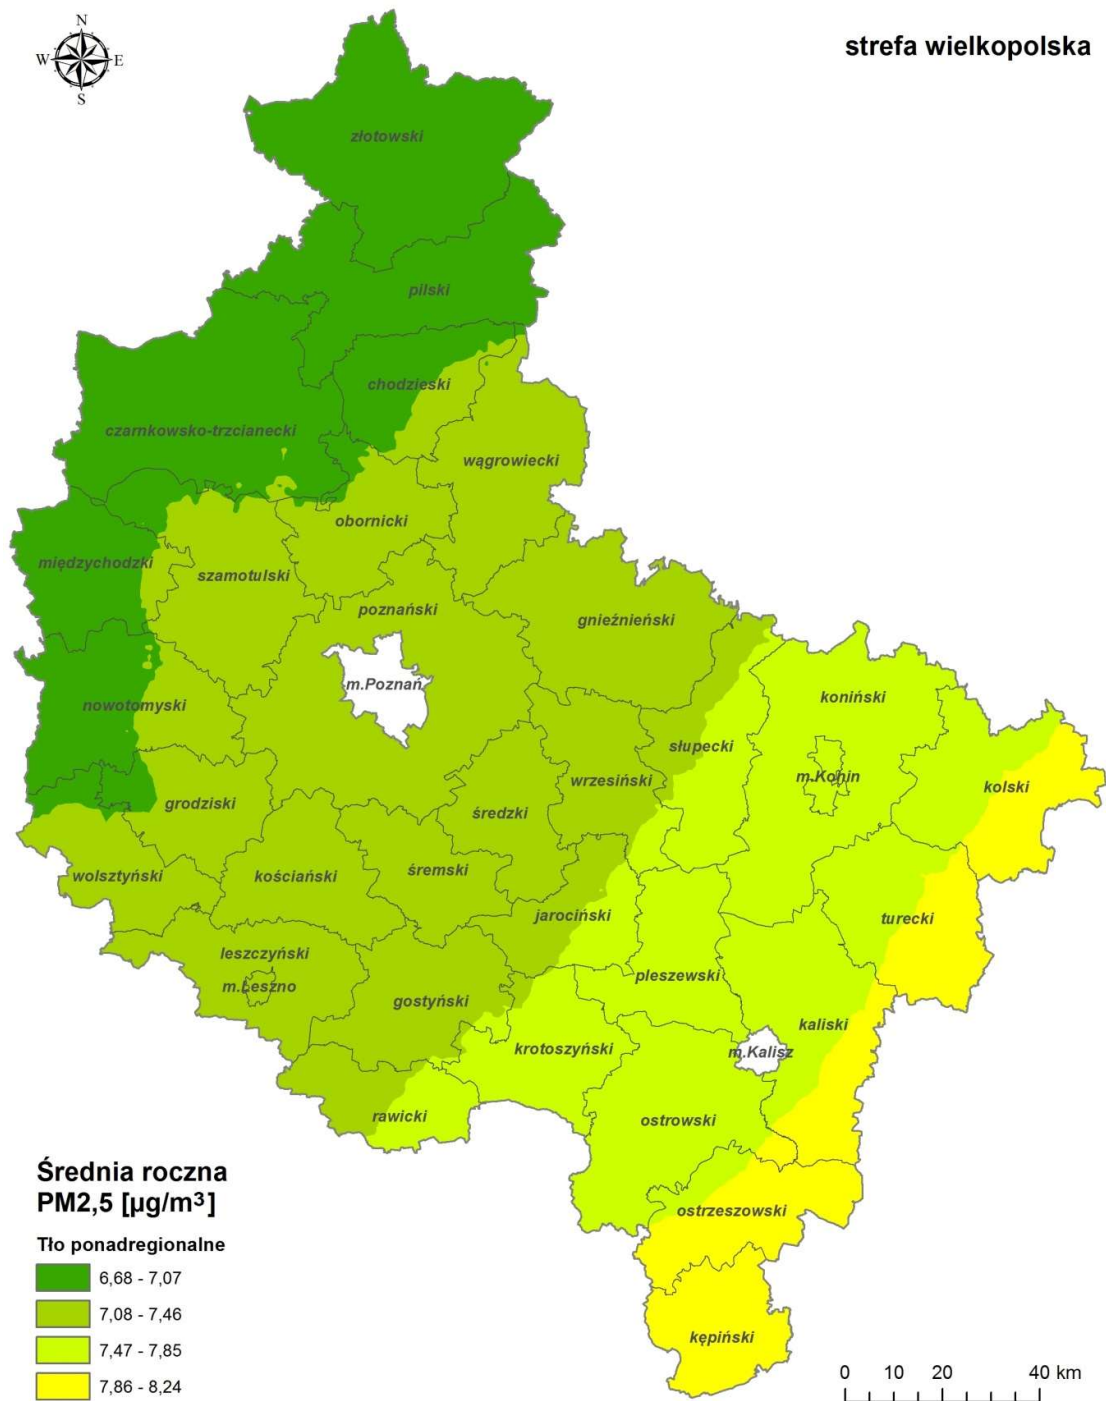 N
W E
S
strefa wielkopolska
złotowski
pilski
chodzieski
czarnkowsko-trzcianecki
wągrowiecki
obornicki
międzychodzki
szamotulski
poznański
gnieźnieński
m.Poznań
nowotomyski
koniński
słupecki
wrzesiński
m.Konin
kolski
grodziski
średzki
wolsztyński
kościański
śremski
jarociński
turecki
leszczyński
m.Leszno
gostyński
pleszewski
kaliski
krotoszyński
m.Kalisz
rawicki
ostrowski
ostrzeszowski
kępiński
Średnia roczna
PM2,5 [µg/m³]
Tło ponadregionalne
6,68 - 7,07
7,08 - 7,46
7,47 - 7,85
7,86 - 8,24
0 20 40 km